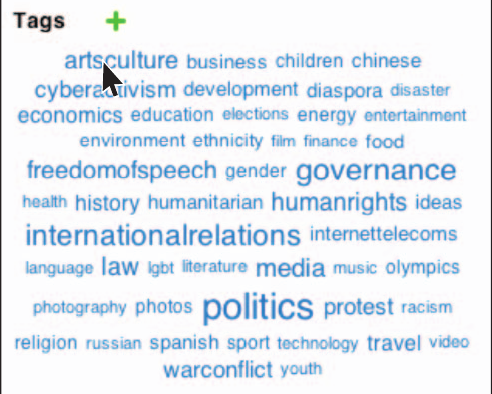 Tags +
artsculture business children chinese
cyberactivism development diaspora disaster
economics education elections energy entertainment
environment ethnicity film finance food
freedomofspeech gender governance
health history humanitarian humanrights ideas
internationalrelations internettelecoms
language law lgbt literature media music olympics
photography photos politics protest racism
religion russian spanish sport technology travel video
warconflict youth